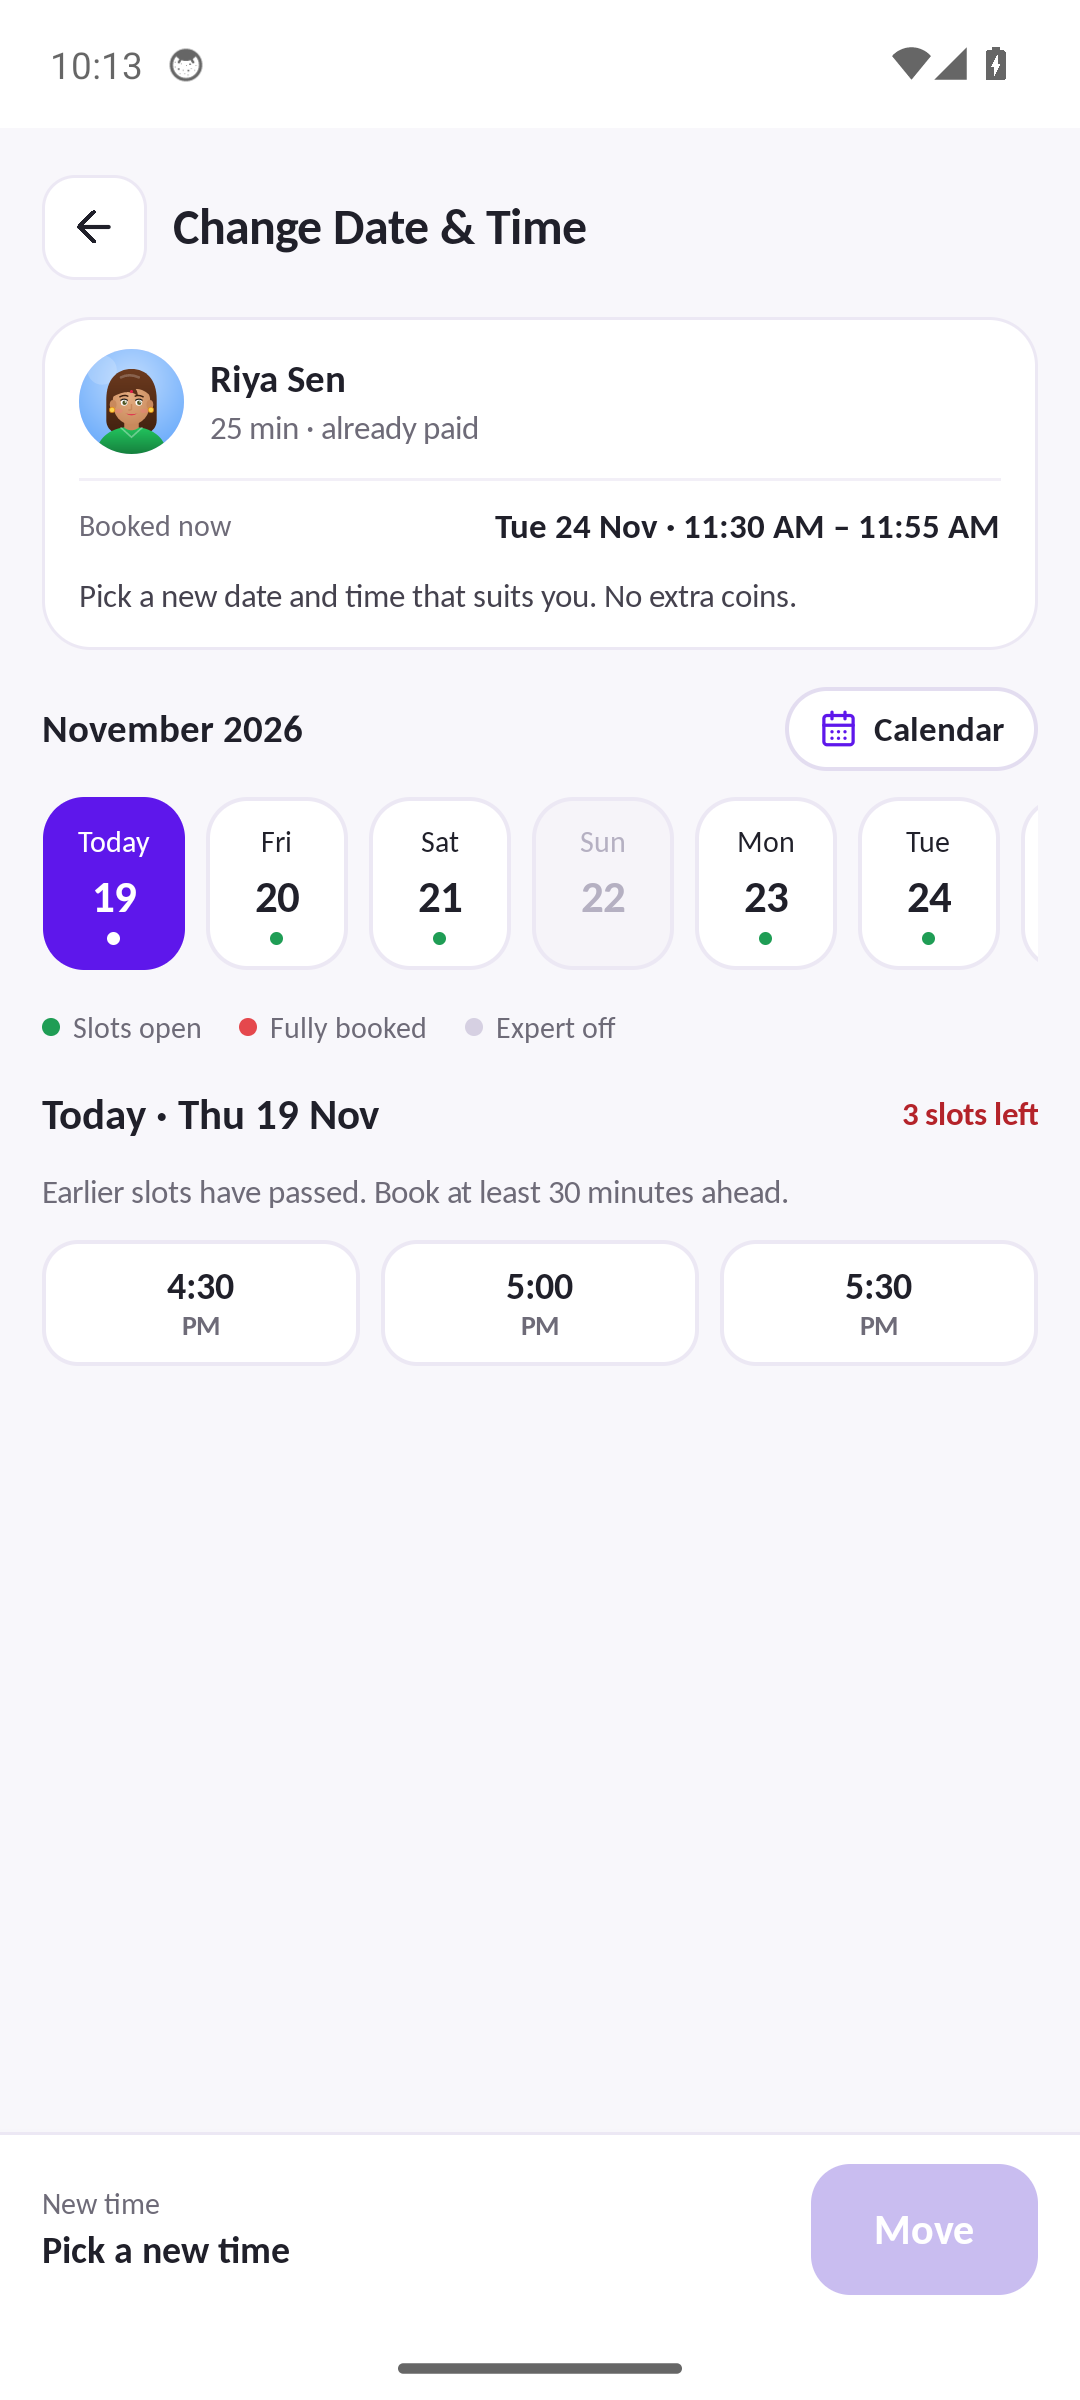 10:13
Change Date & Time
Riya Sen
25 min · already paid
Booked now
Tue 24 Nov · 11:30 AM – 11:55 AM
Pick a new date and time that suits you. No extra coins.
November 2026
Calendar
Today Fri Sat Sun Mon Tue
19 20 21 22 23 24
Slots open Fully booked Expert off
Today · Thu 19 Nov
3 slots left
Earlier slots have passed. Book at least 30 minutes ahead.
4:30 5:00 5:30
PM PM PM
New time
Pick a new time
Move